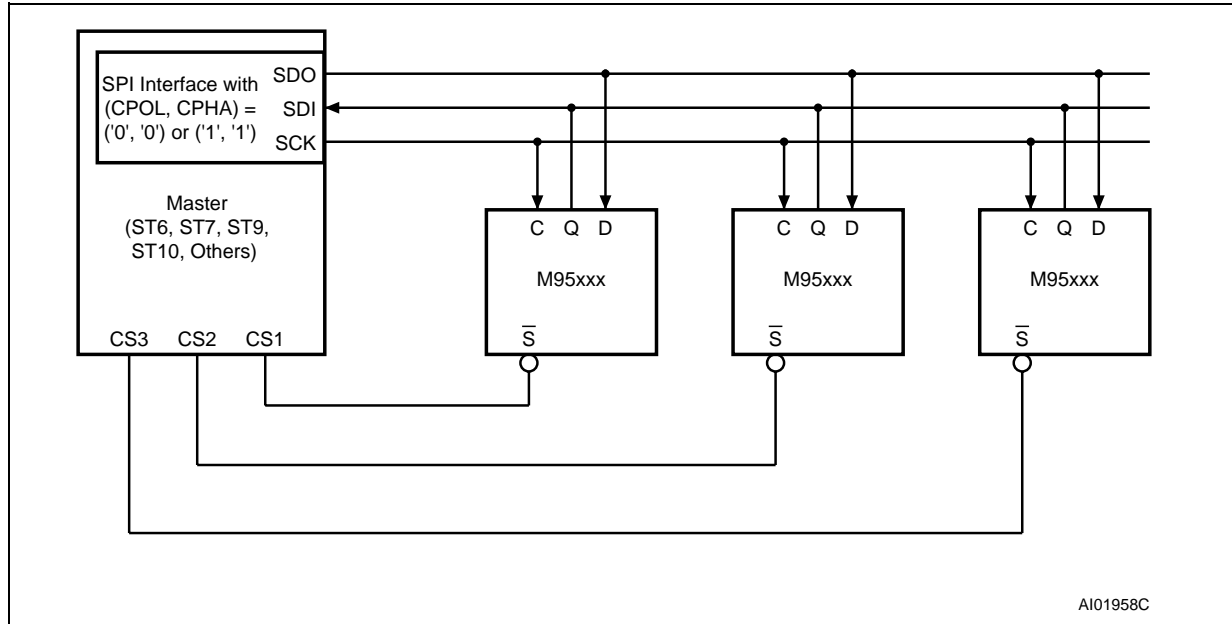 SPI Interface with
(CPOL, CPHA) =
('0', '0') or ('1', '1')
SDO
SDI
SCK
Master
(ST6, ST7, ST9,
ST10, Others)
CS3 CS2 CS1
C Q D
M95xxx
S̅
C Q D
M95xxx
S̅
C Q D
M95xxx
S̅
AI01958C